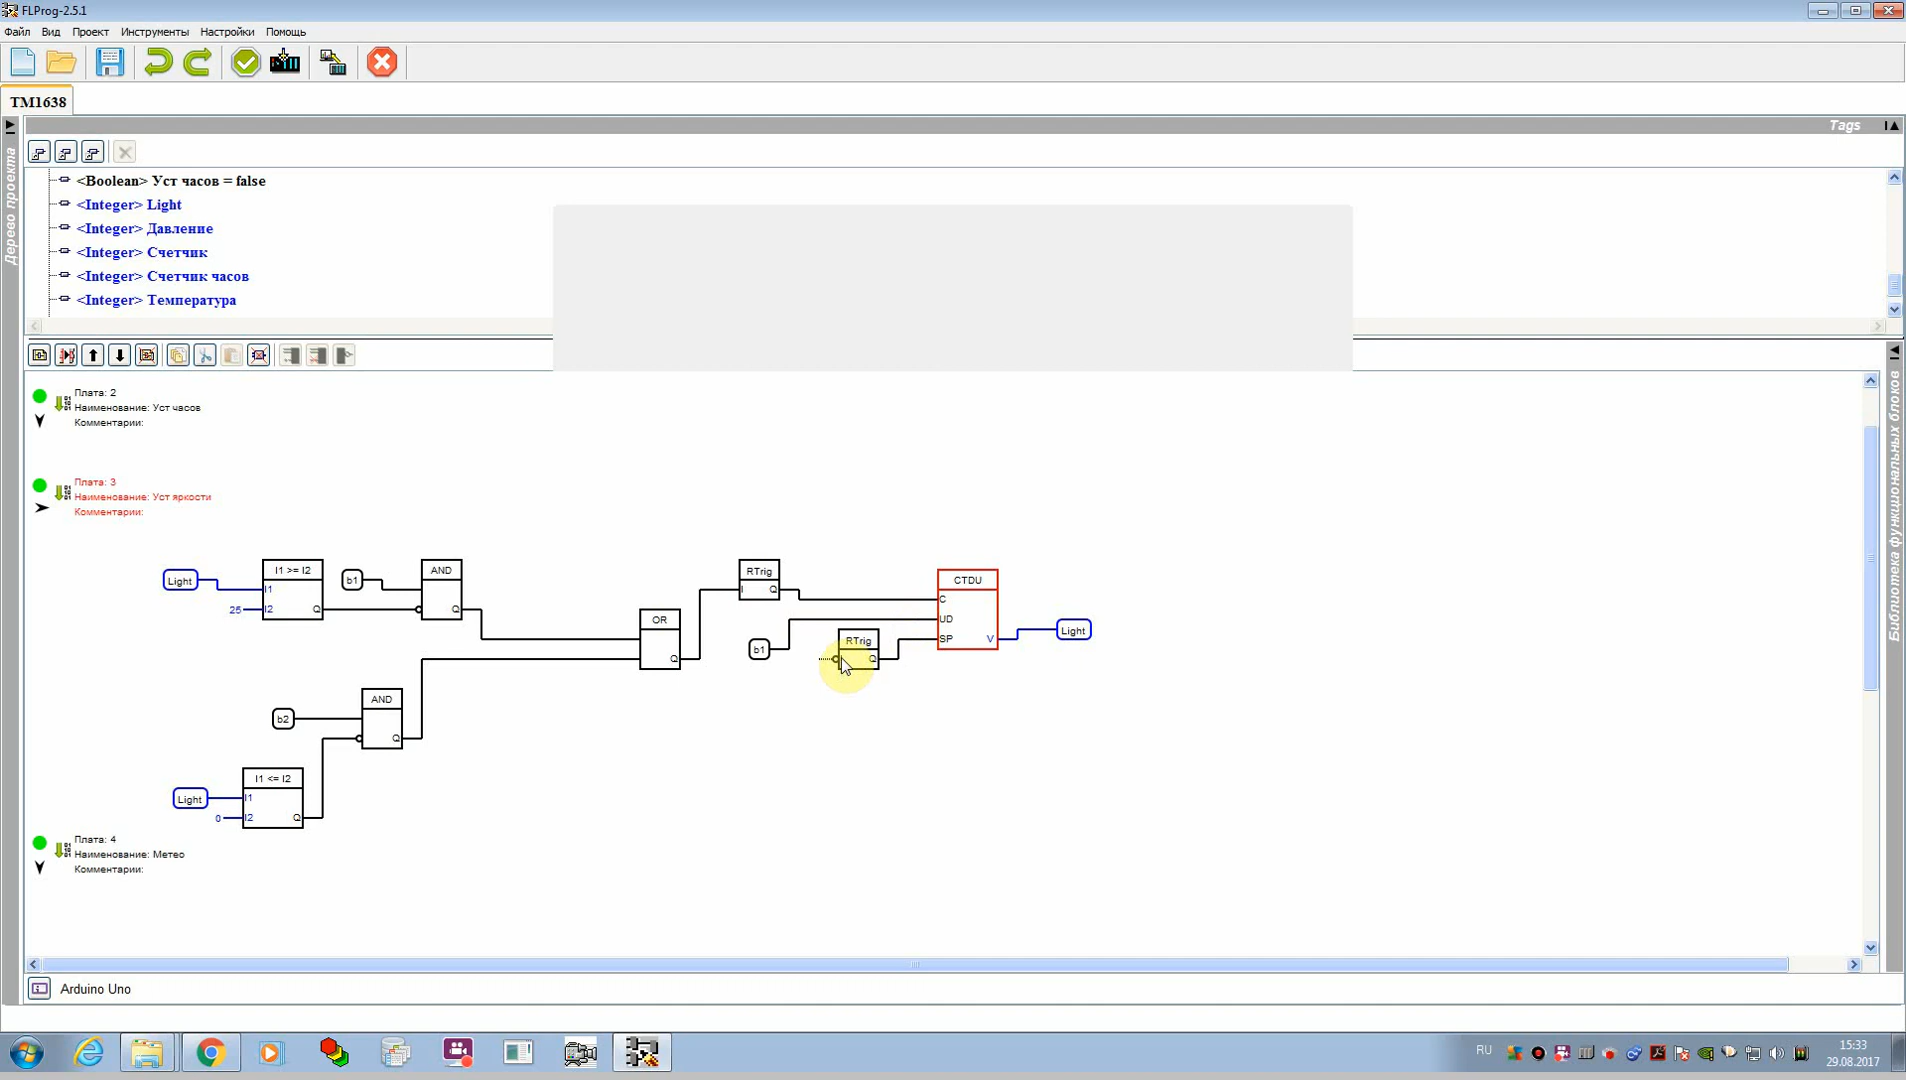 FLProg-2.5.1
Файл Вид Проект Инструменты Настройки Помощь
TM1638
Tags
Дерево проекта
<Boolean> Уст часов = false
<Integer> Light
<Integer> Давление
<Integer> Счетчик
<Integer> Счетчик часов
<Integer> Температура
Библиотека функциональных блоков
Плата: 2
Наименование: Уст часов
Комментарии:
Плата: 3
Наименование: Уст яркости
Комментарии:
Light
I1 >= I2
I1
25
I2
Q
b1
AND
Q
OR
Q
RTrig
I
Q
CTDU
C
UD
SP
V
b1
RTrig
Q
Light
b2
AND
Q
Light
I1 <= I2
I1
0
I2
Q
Плата: 4
Наименование: Метео
Комментарии:
Arduino Uno
RU
15:33
29.08.2017